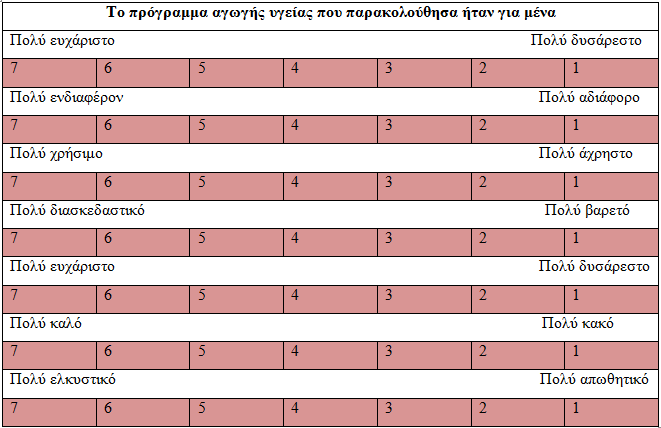 Το πρόγραμμα αγωγής υγείας που παρακολούθησα ήταν για μένα
Πολύ ευχάριστο Πολύ δυσάρεστο
7 6 5 4 3 2 1
Πολύ ενδιαφέρον Πολύ αδιάφορο
7 6 5 4 3 2 1
Πολύ χρήσιμο Πολύ άχρηστο
7 6 5 4 3 2 1
Πολύ διασκεδαστικό Πολύ βαρετό
7 6 5 4 3 2 1
Πολύ ευχάριστο Πολύ δυσάρεστο
7 6 5 4 3 2 1
Πολύ καλό Πολύ κακό
7 6 5 4 3 2 1
Πολύ ελκυστικό Πολύ απωθητικό
7 6 5 4 3 2 1